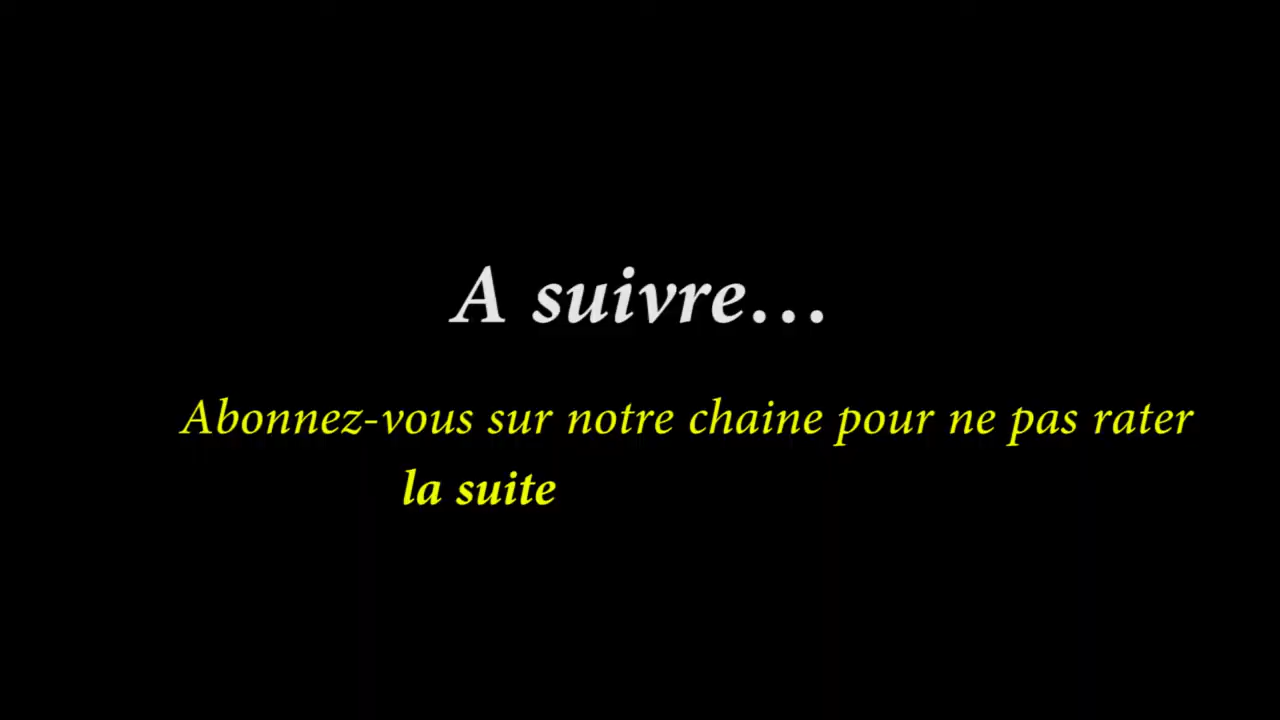 A suivre...
Abonnez-vous sur notre chaine pour ne pas rater
la suite